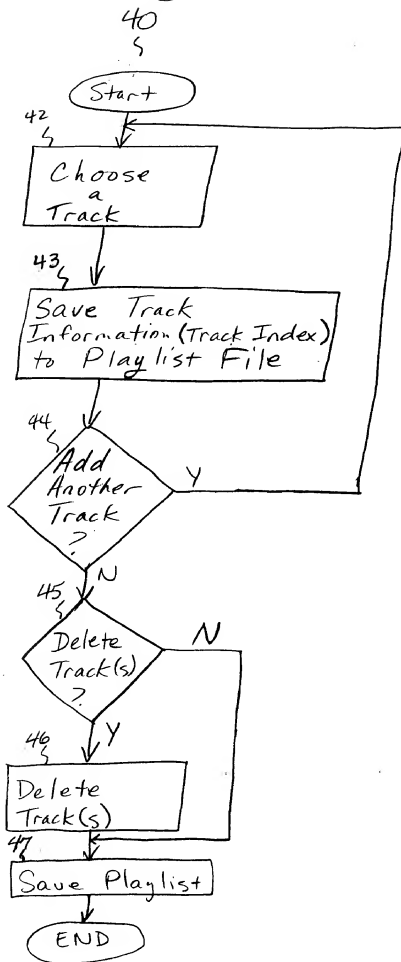 40
Start
42
Choose
a
Track
43
Save Track
Information (Track Index)
to Playlist File
44
Add
Another
Track
?
Y
N
45
Delete
Track(s)
?
N
Y
46
Delete
Track(s)
47
Save Playlist
END